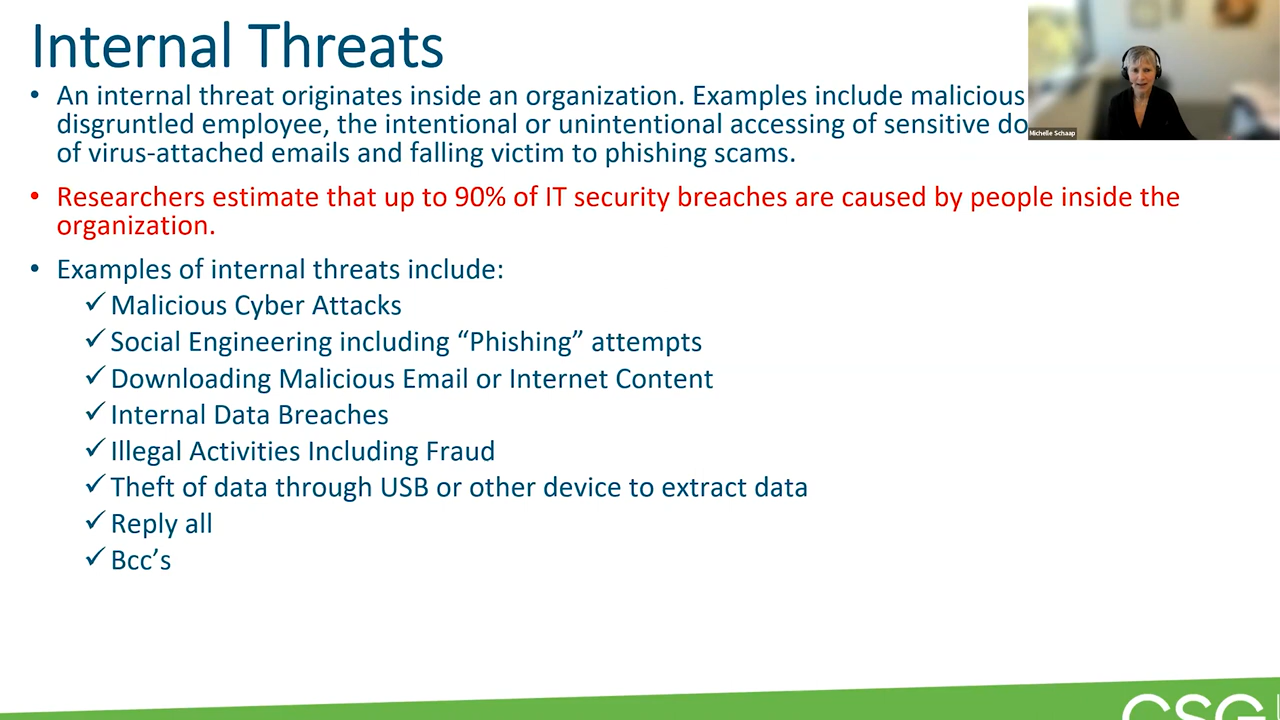 Internal Threats
• An internal threat originates inside an organization. Examples include malicious
disgruntled employee, the intentional or unintentional accessing of sensitive do
of virus-attached emails and falling victim to phishing scams.
• Researchers estimate that up to 90% of IT security breaches are caused by people inside the
organization.
• Examples of internal threats include:
✓ Malicious Cyber Attacks
✓ Social Engineering including “Phishing” attempts
✓ Downloading Malicious Email or Internet Content
✓ Internal Data Breaches
✓ Illegal Activities Including Fraud
✓ Theft of data through USB or other device to extract data
✓ Reply all
✓ Bcc’s
Michelle Schaap
CSG